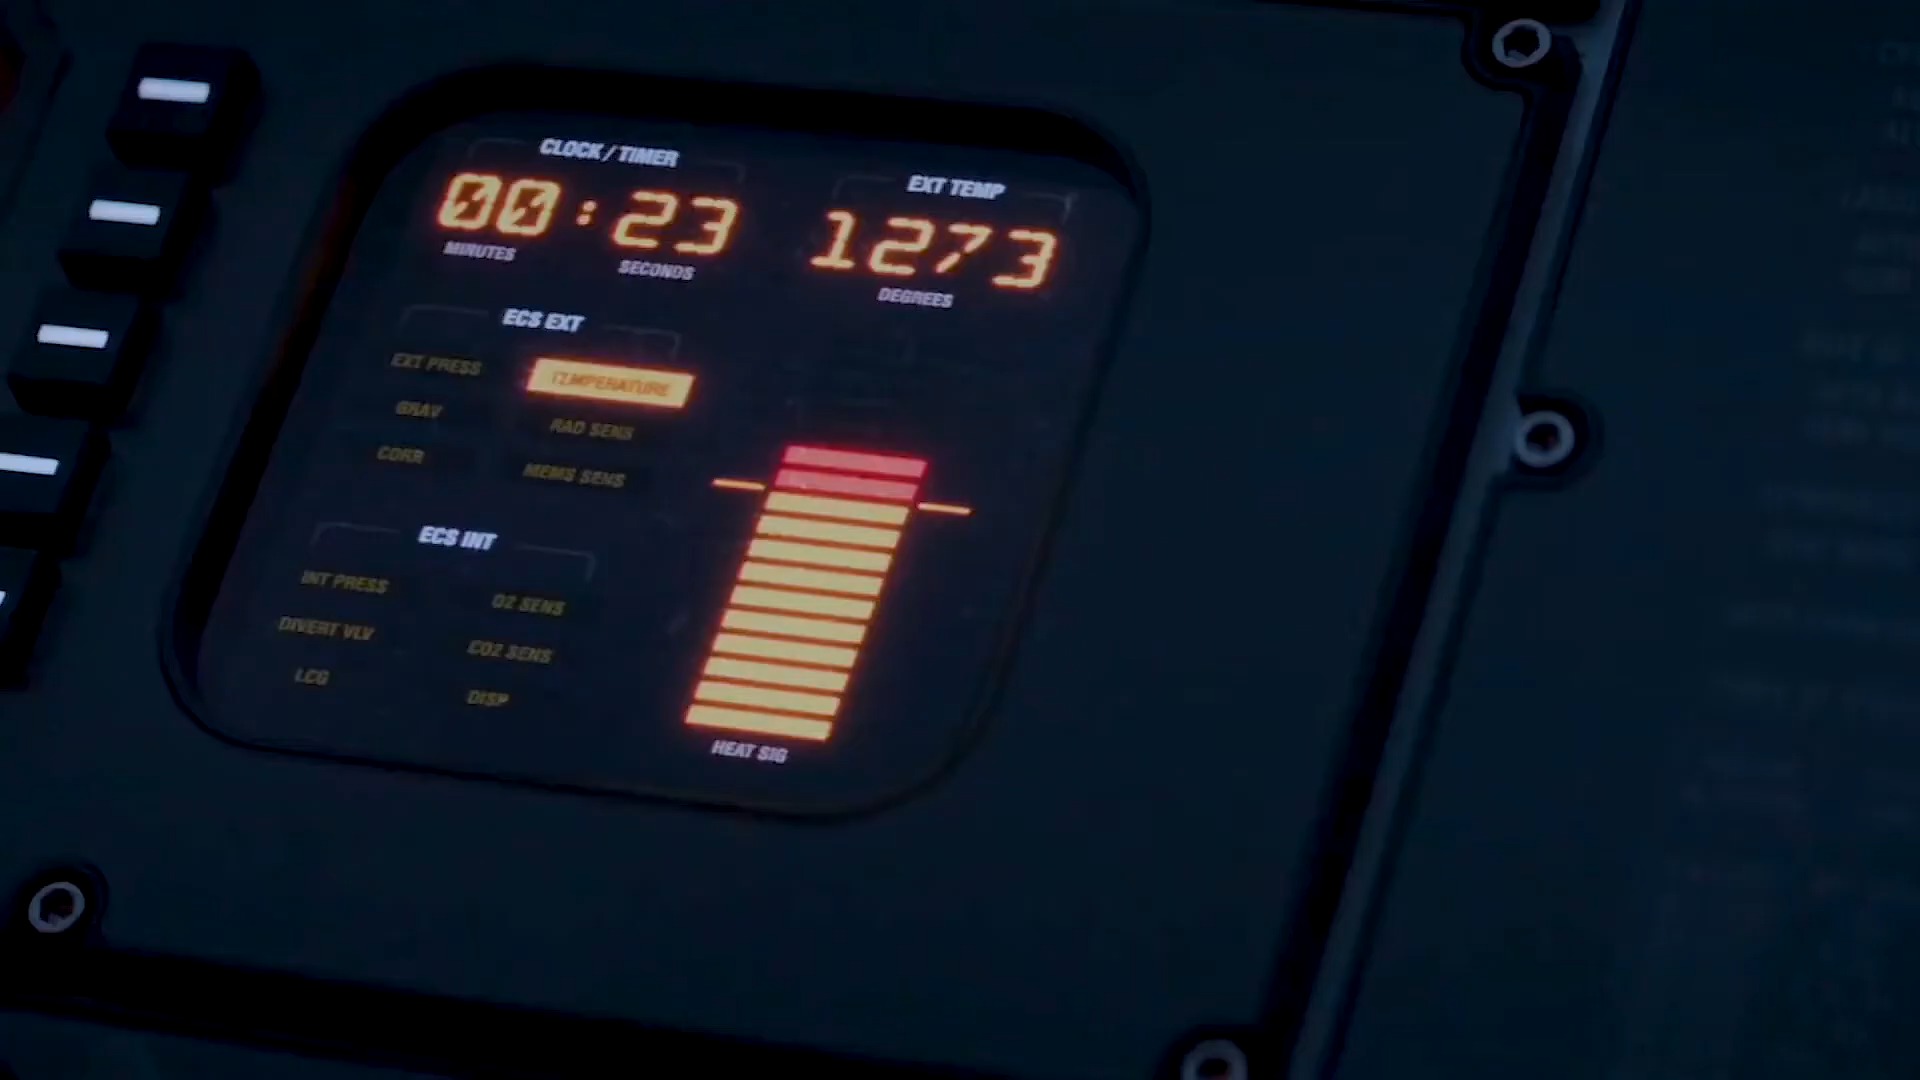 CLOCK / TIMER
EXT TEMP
00:23
1273
MINUTES
SECONDS
DEGREES
ECS EXT
EXT PRESS
TEMPERATURE
GRAV
RAD SENS
CORR
MEMS SENS
ECS INT
INT PRESS
O2 SENS
DIVERT VLV
CO2 SENS
LCG
DISP
HEAT SIG